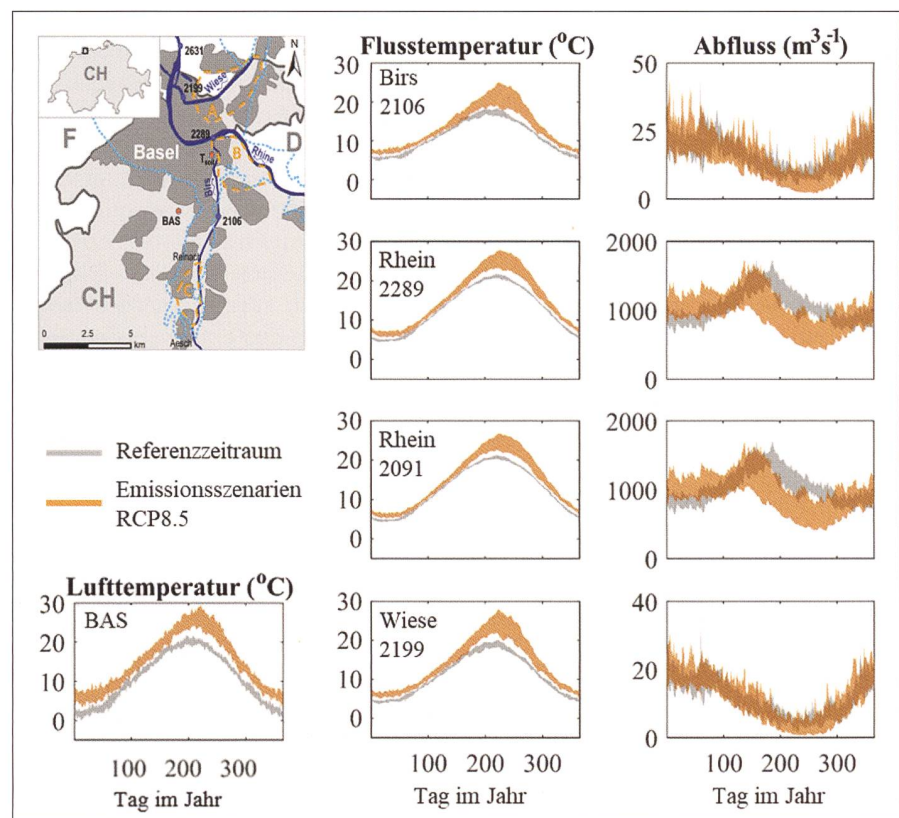 CH
N
2631
Wiese
2199
A
F
2289
D
Basel
B
Rhine
Birs
BAS
2106
Reinach
C
CH
0 2.5 5
km
Aesch
Referenzzeitraum
Emissionsszenarien
RCP8.5
Lufttemperatur (°C)
BAS
30
20
10
0
100 200 300
Tag im Jahr
Flusstemperatur (°C)
Birs
2106
30
20
10
0
Rhein
2289
30
20
10
0
Rhein
2091
30
20
10
0
Wiese
2199
30
20
10
0
100 200 300
Tag im Jahr
Abfluss (m³s⁻¹)
50
25
0
2000
1000
0
2000
1000
0
40
20
0
100 200 300
Tag im Jahr